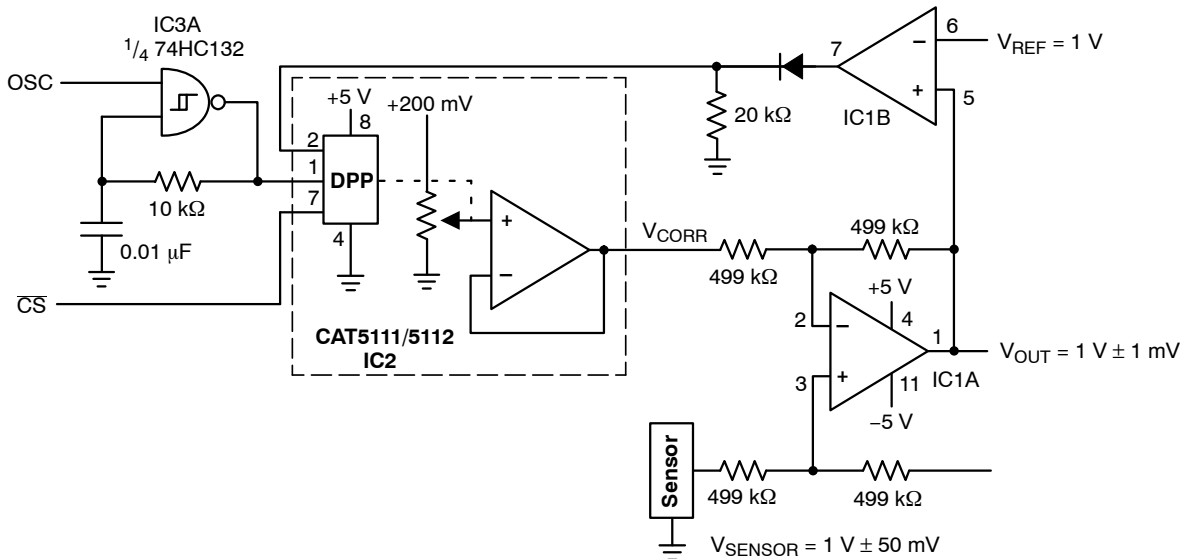 IC3A
1/4 74HC132
OSC
10 kΩ
0.01 μF
CS
+5 V
8
+200 mV
2
1
7
DPP
4
+
−
CAT5111/5112
IC2
VCORR
7
20 kΩ
IC1B
6
−
VREF = 1 V
+
5
499 kΩ
499 kΩ
+5 V
2
−
4
1
VOUT = 1 V ± 1 mV
3
+
11
IC1A
−5 V
Sensor
499 kΩ
499 kΩ
VSENSOR = 1 V ± 50 mV